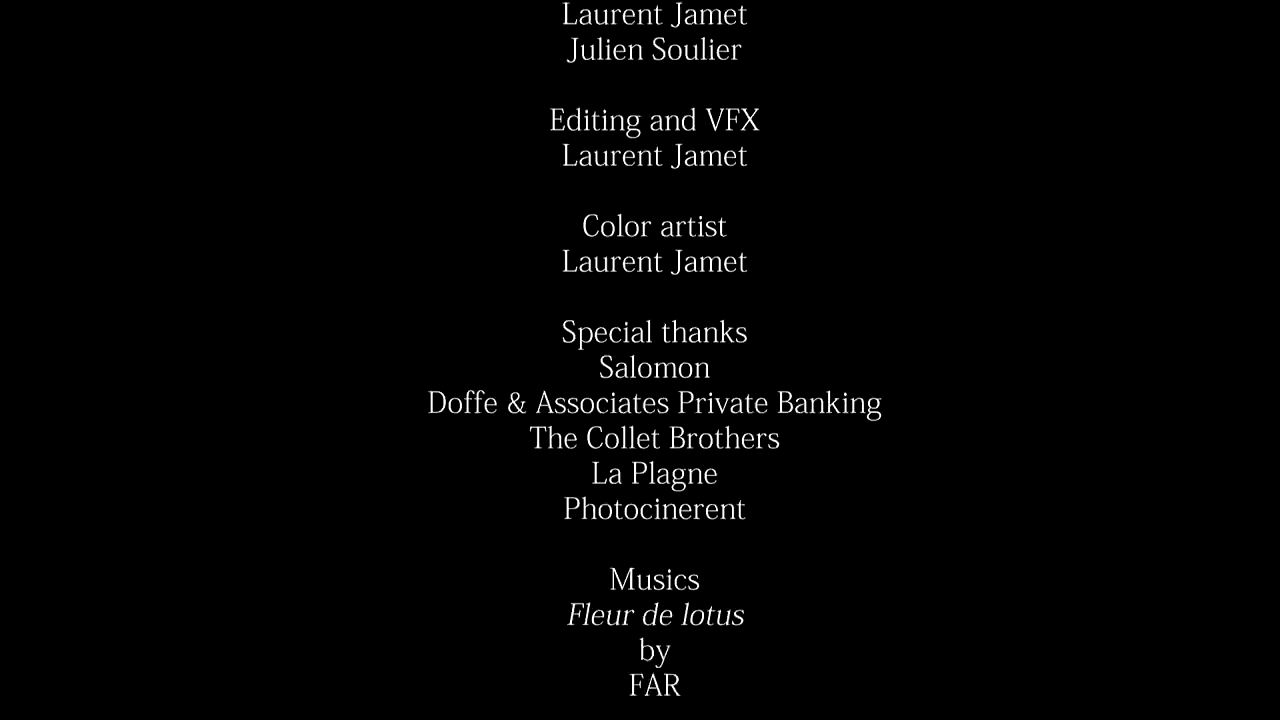 Laurent Jamet
Julien Soulier
Editing and VFX
Laurent Jamet
Color artist
Laurent Jamet
Special thanks
Salomon
Doffe & Associates Private Banking
The Collet Brothers
La Plagne
Photocinerent
Musics
Fleur de lotus
by
FAR